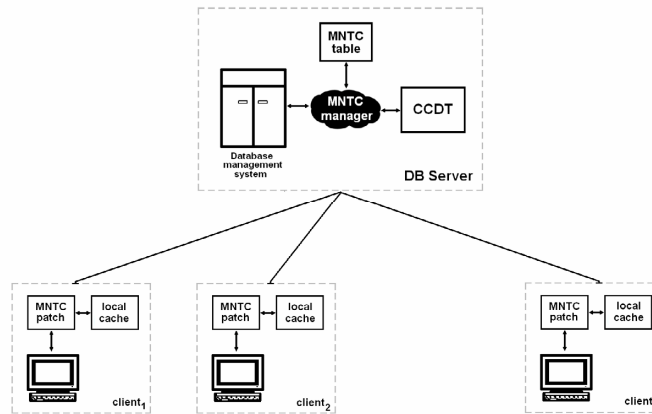 MNTC
table
MNTC
manager
CCDT
Database
management
system
DB Server
MNTC
patch
local
cache
client1
MNTC
patch
local
cache
client2
MNTC
patch
local
cache
client